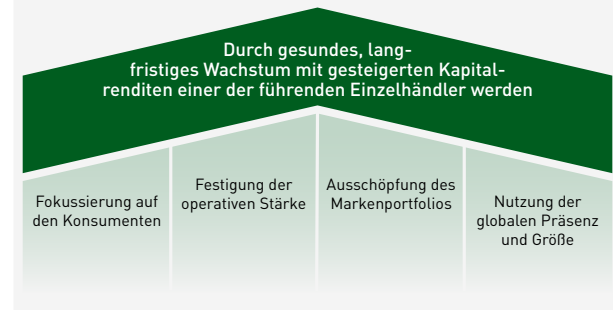 Durch gesundes, lang-
fristiges Wachstum mit gesteigerten Kapital-
renditen einer der führenden Einzelhändler werden
Fokussierung auf
den Konsumenten
Festigung der
operativen Stärke
Ausschöpfung des
Markenportfolios
Nutzung der
globalen Präsenz
und Größe